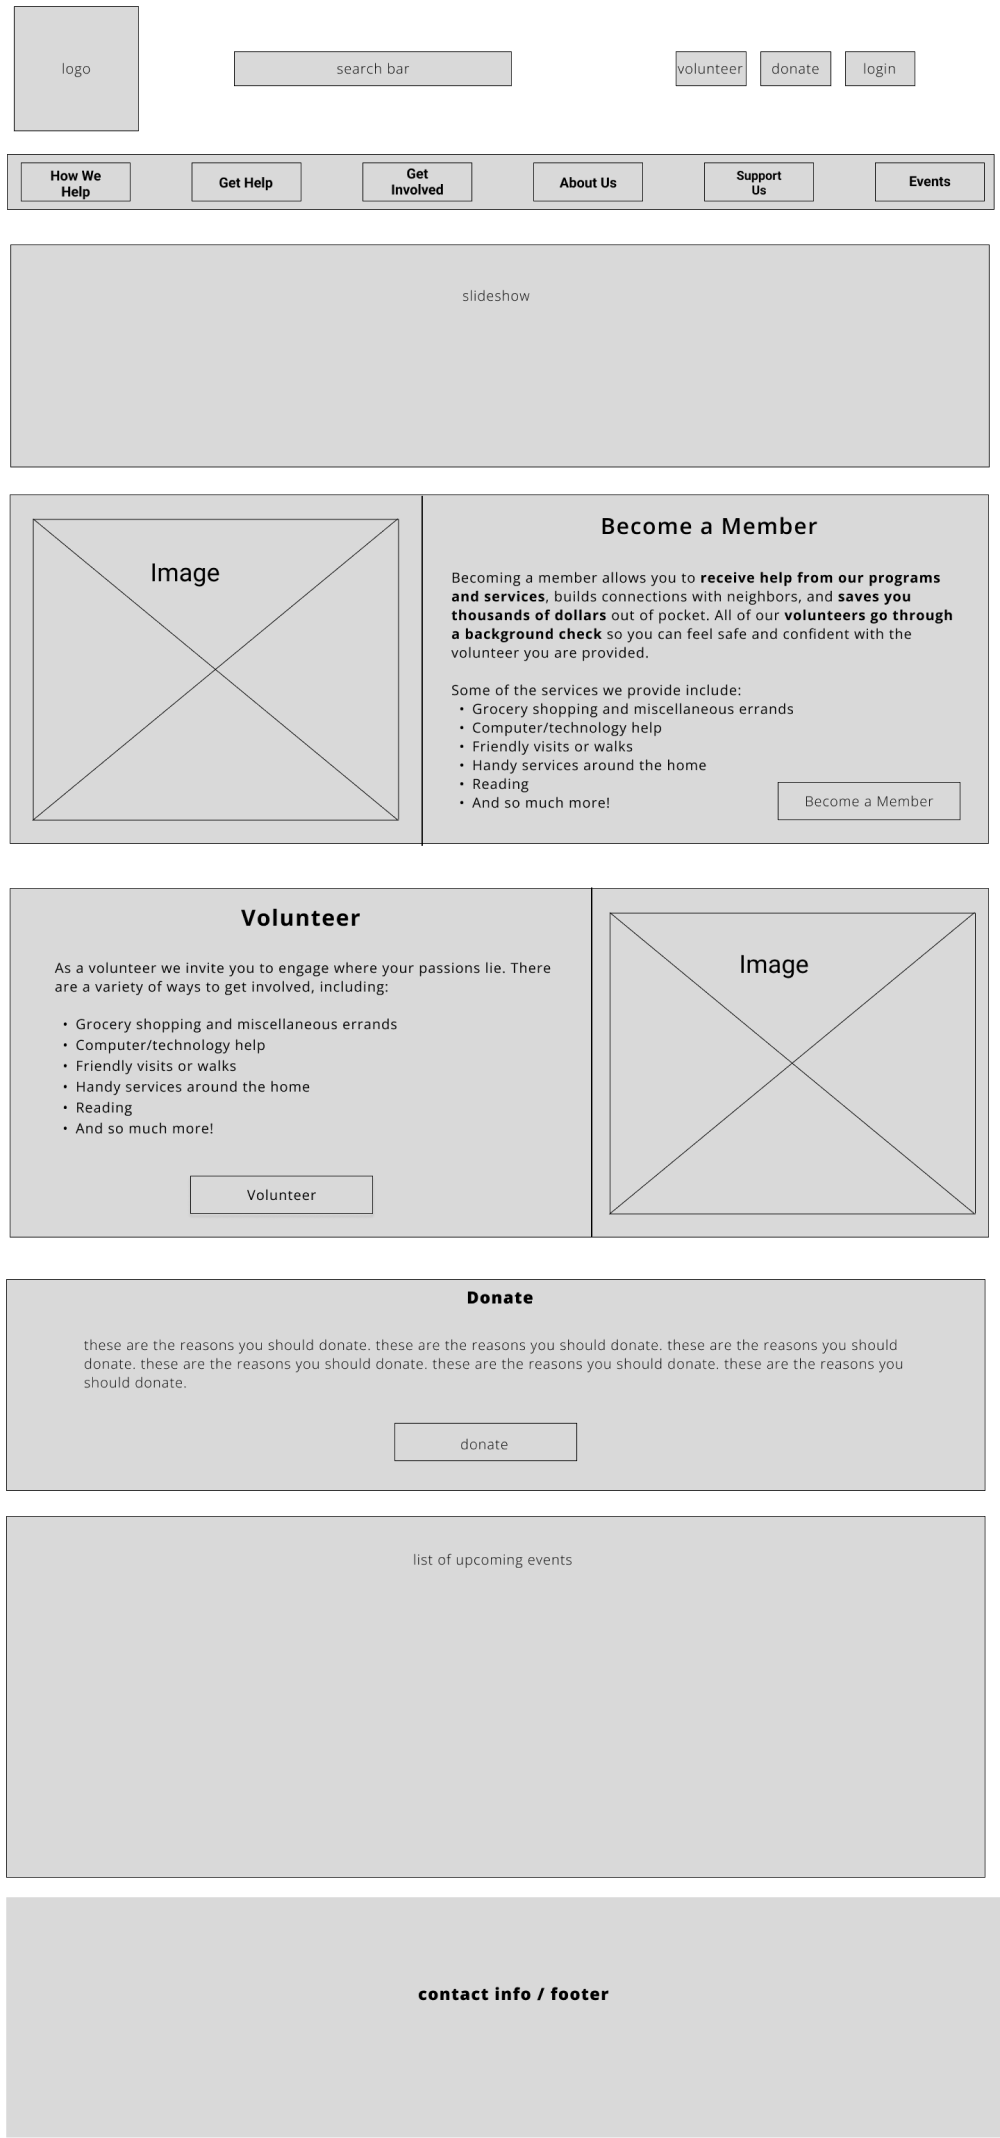 logo
search bar
volunteer
donate
login
How We
Help
Get Help
Get
Involved
About Us
Support
Us
Events
slideshow
Image
Become a Member
Becoming a member allows you to receive help from our programs
and services, builds connections with neighbors, and saves you
thousands of dollars out of pocket. All of our volunteers go through
a background check so you can feel safe and confident with the
volunteer you are provided.
Some of the services we provide include:
• Grocery shopping and miscellaneous errands
• Computer/technology help
• Friendly visits or walks
• Handy services around the home
• Reading
• And so much more!
Become a Member
Volunteer
As a volunteer we invite you to engage where your passions lie. There
are a variety of ways to get involved, including:
• Grocery shopping and miscellaneous errands
• Computer/technology help
• Friendly visits or walks
• Handy services around the home
• Reading
• And so much more!
Volunteer
Image
Donate
these are the reasons you should donate. these are the reasons you should donate. these are the reasons you should
donate. these are the reasons you should donate. these are the reasons you should donate. these are the reasons you
should donate.
donate
list of upcoming events
contact info / footer